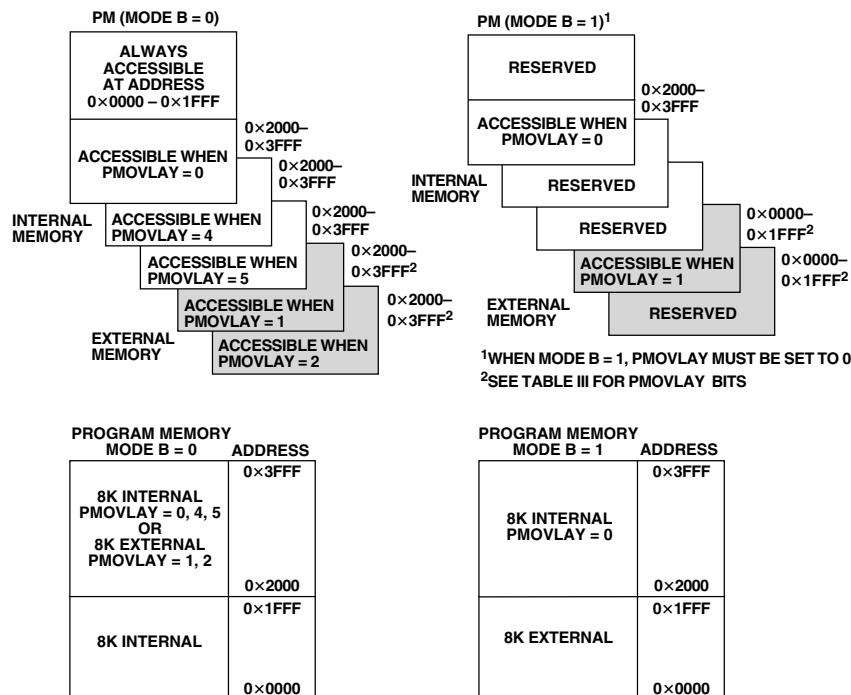 PM (MODE B = 0)
ALWAYS
ACCESSIBLE
AT ADDRESS
0×0000 – 0×1FFF
0×2000–
0×3FFF
ACCESSIBLE WHEN
PMOVLAY = 0
0×2000–
0×3FFF
INTERNAL
MEMORY
ACCESSIBLE WHEN
PMOVLAY = 4
0×2000–
0×3FFF
ACCESSIBLE WHEN
PMOVLAY = 5
0×2000–
0×3FFF²
ACCESSIBLE WHEN
PMOVLAY = 1
0×2000–
0×3FFF²
EXTERNAL
MEMORY
ACCESSIBLE WHEN
PMOVLAY = 2
PM (MODE B = 1)¹
RESERVED
0×2000–
0×3FFF
ACCESSIBLE WHEN
PMOVLAY = 0
INTERNAL
MEMORY
RESERVED
RESERVED
0×0000–
0×1FFF²
ACCESSIBLE WHEN
PMOVLAY = 1
0×0000–
0×1FFF²
EXTERNAL
MEMORY
RESERVED
¹WHEN MODE B = 1, PMOVLAY MUST BE SET TO 0
²SEE TABLE III FOR PMOVLAY BITS
PROGRAM MEMORY
MODE B = 0
ADDRESS
0×3FFF
8K INTERNAL
PMOVLAY = 0, 4, 5
OR
8K EXTERNAL
PMOVLAY = 1, 2
0×2000
0×1FFF
8K INTERNAL
0×0000
PROGRAM MEMORY
MODE B = 1
ADDRESS
0×3FFF
8K INTERNAL
PMOVLAY = 0
0×2000
0×1FFF
8K EXTERNAL
0×0000